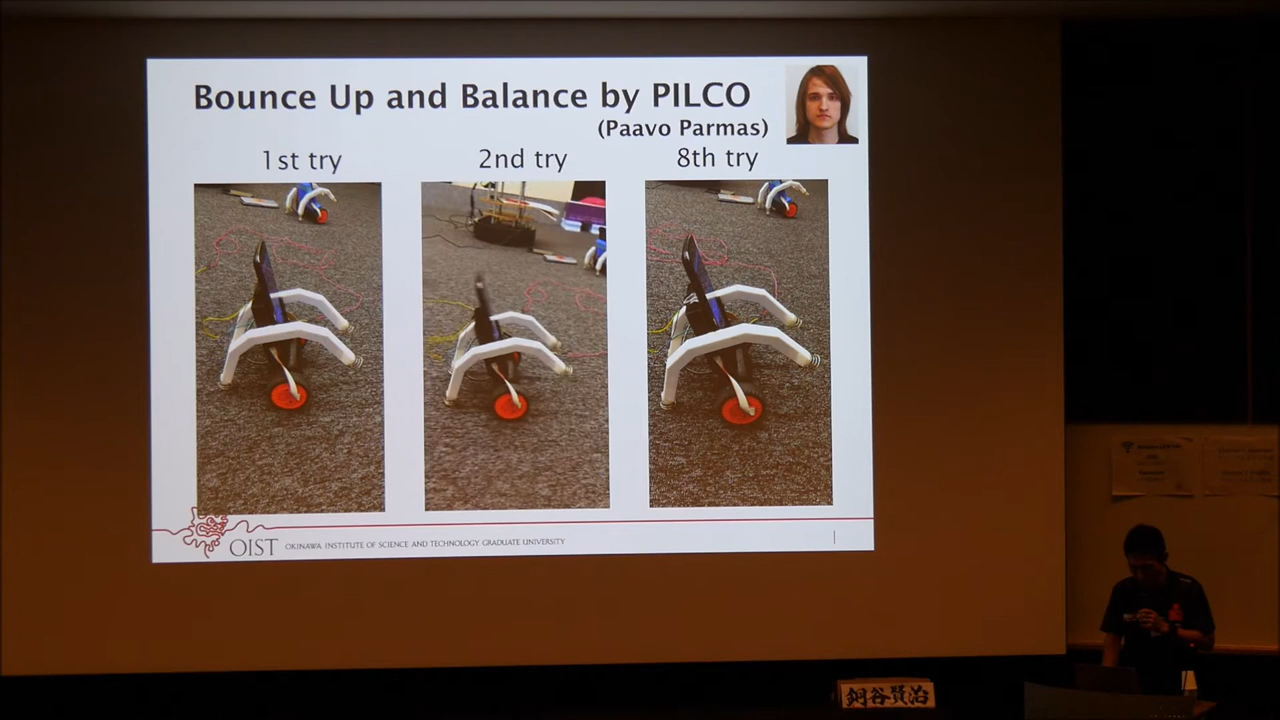 Bounce Up and Balance by PILCO
(Paavo Parmas)
1st try
2nd try
8th try
OIST OKINAWA INSTITUTE OF SCIENCE AND TECHNOLOGY GRADUATE UNIVERSITY
銅谷賢治